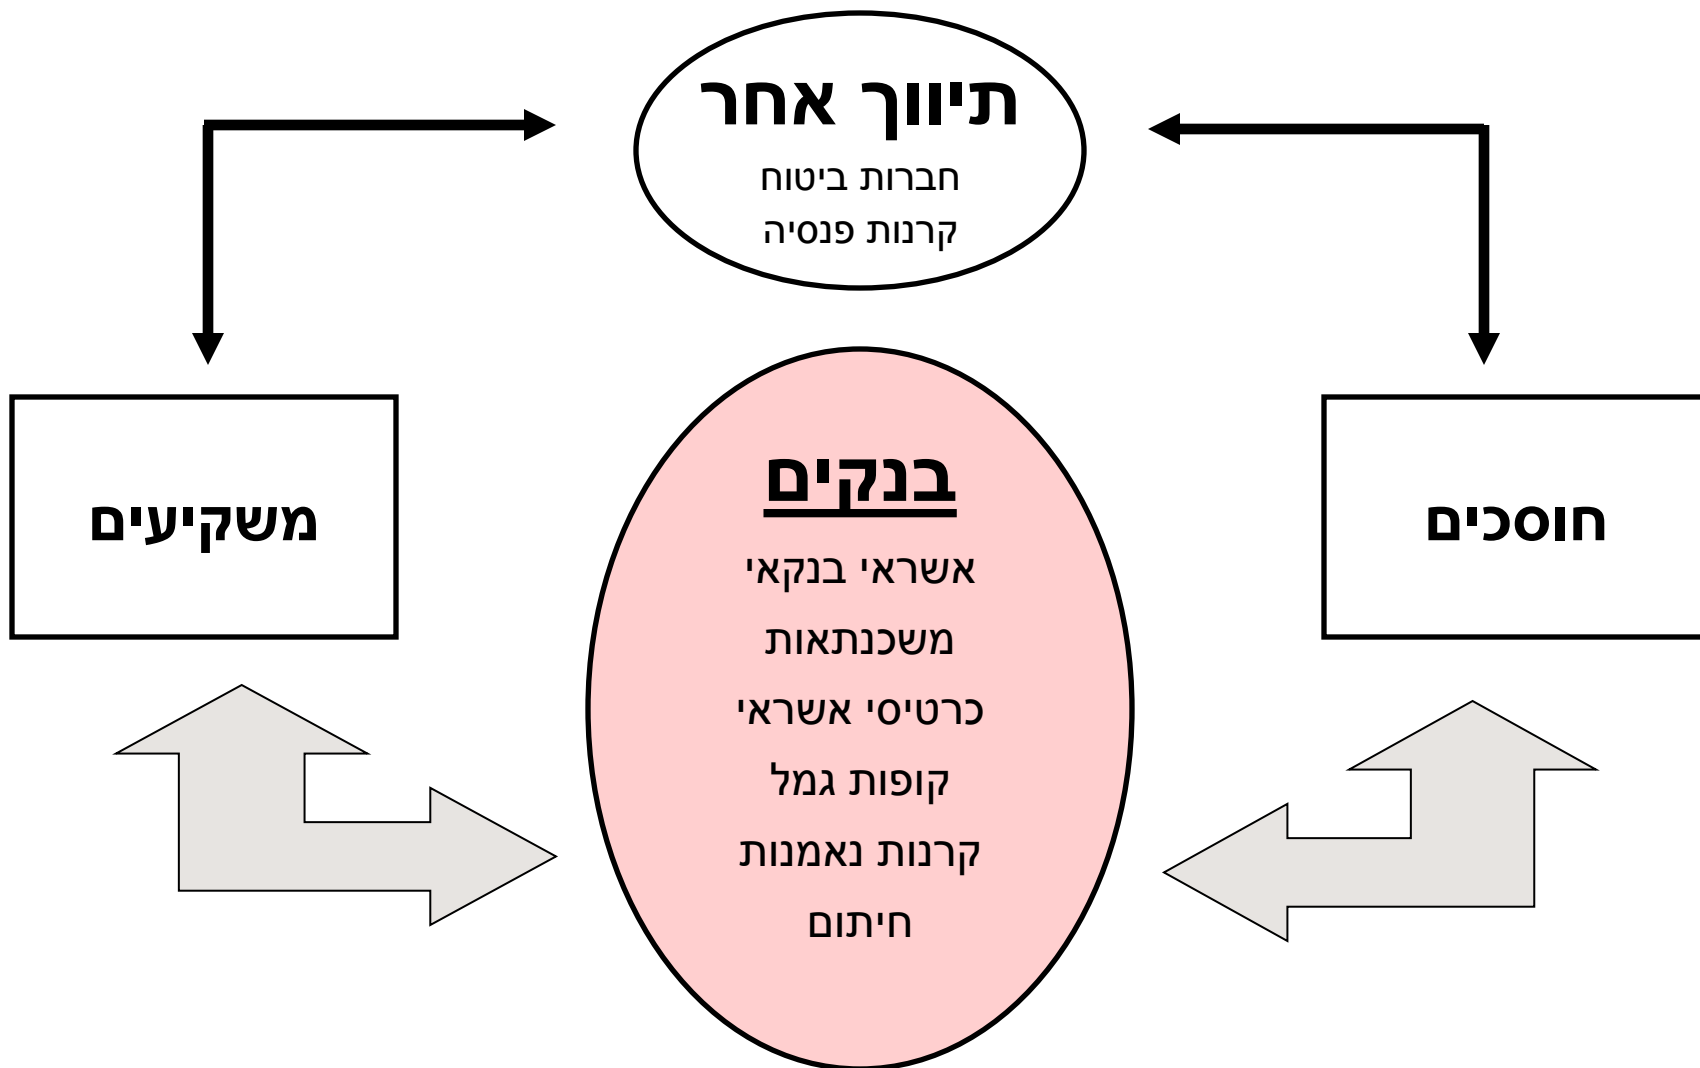 תיווך אחר
חברות ביטוח
קרנות פנסיה
חוסכים
משקיעים
בנקים
אשראי בנקאי
משכנתאות
כרטיסי אשראי
קופות גמל
קרנות נאמנות
חיתום